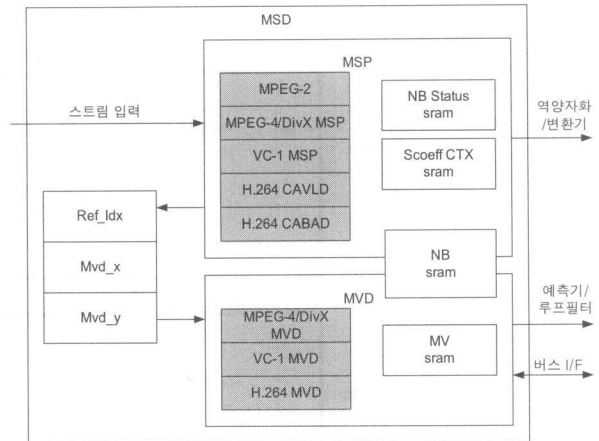 MSD
MSP
MPEG-2
MPEG-4/DivX MSP
VC-1 MSP
H.264 CAVLD
H.264 CABAD
NB Status
sram
Scoeff CTX
sram
스트림 입력
역양자화
/변환기
Ref_Idx
Mvd_x
Mvd_y
NB
sram
MVD
MPEG-4/DivX
MVD
VC-1 MVD
H.264 MVD
MV
sram
예측기/
루프필터
버스 I/F